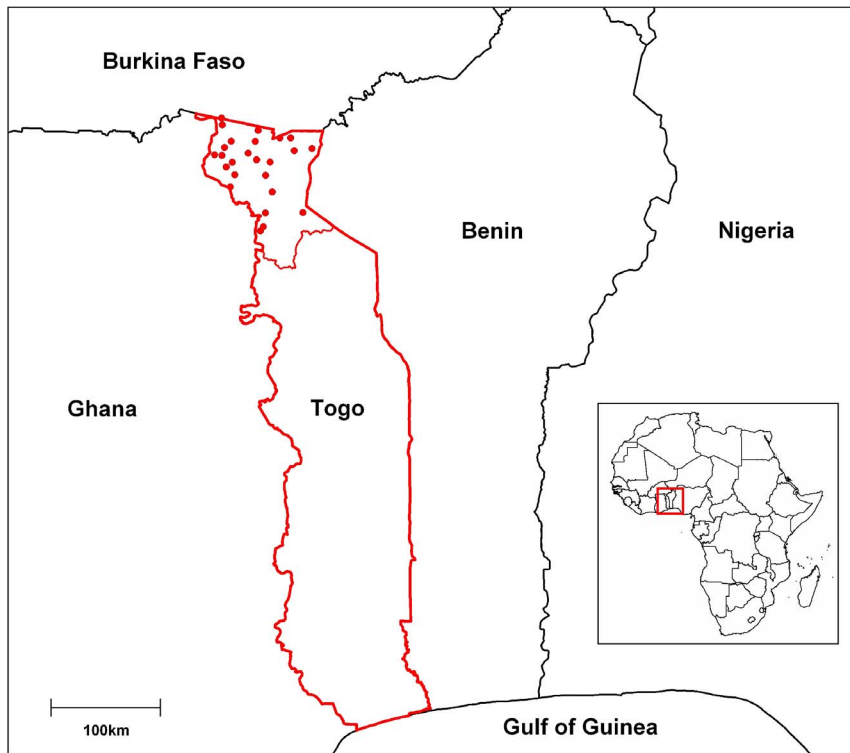 Burkina Faso
Benin
Nigeria
Ghana
Togo
100km
Gulf of Guinea